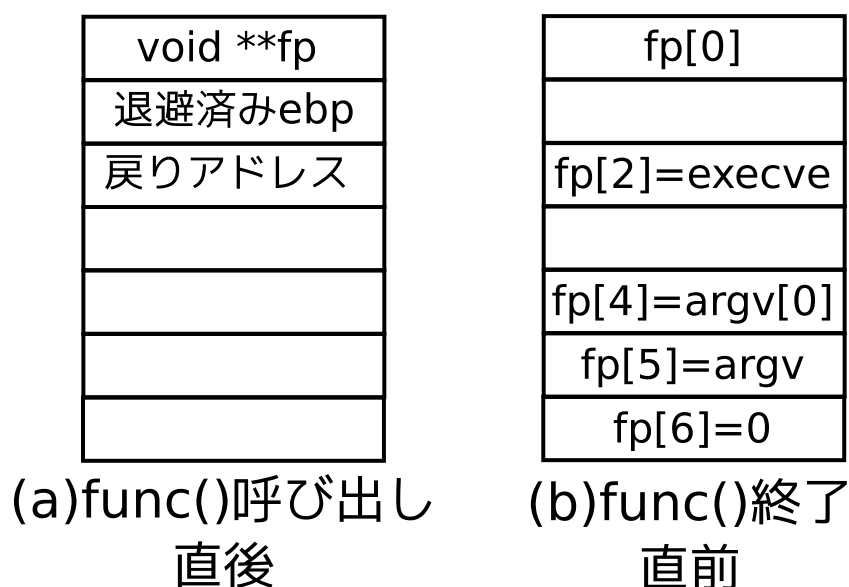 void **fp
退避済みebp
戻りアドレス
(a)func()呼び出し
直後
fp[0]
fp[2]=execve
fp[4]=argv[0]
fp[5]=argv
fp[6]=0
(b)func()終了
直前